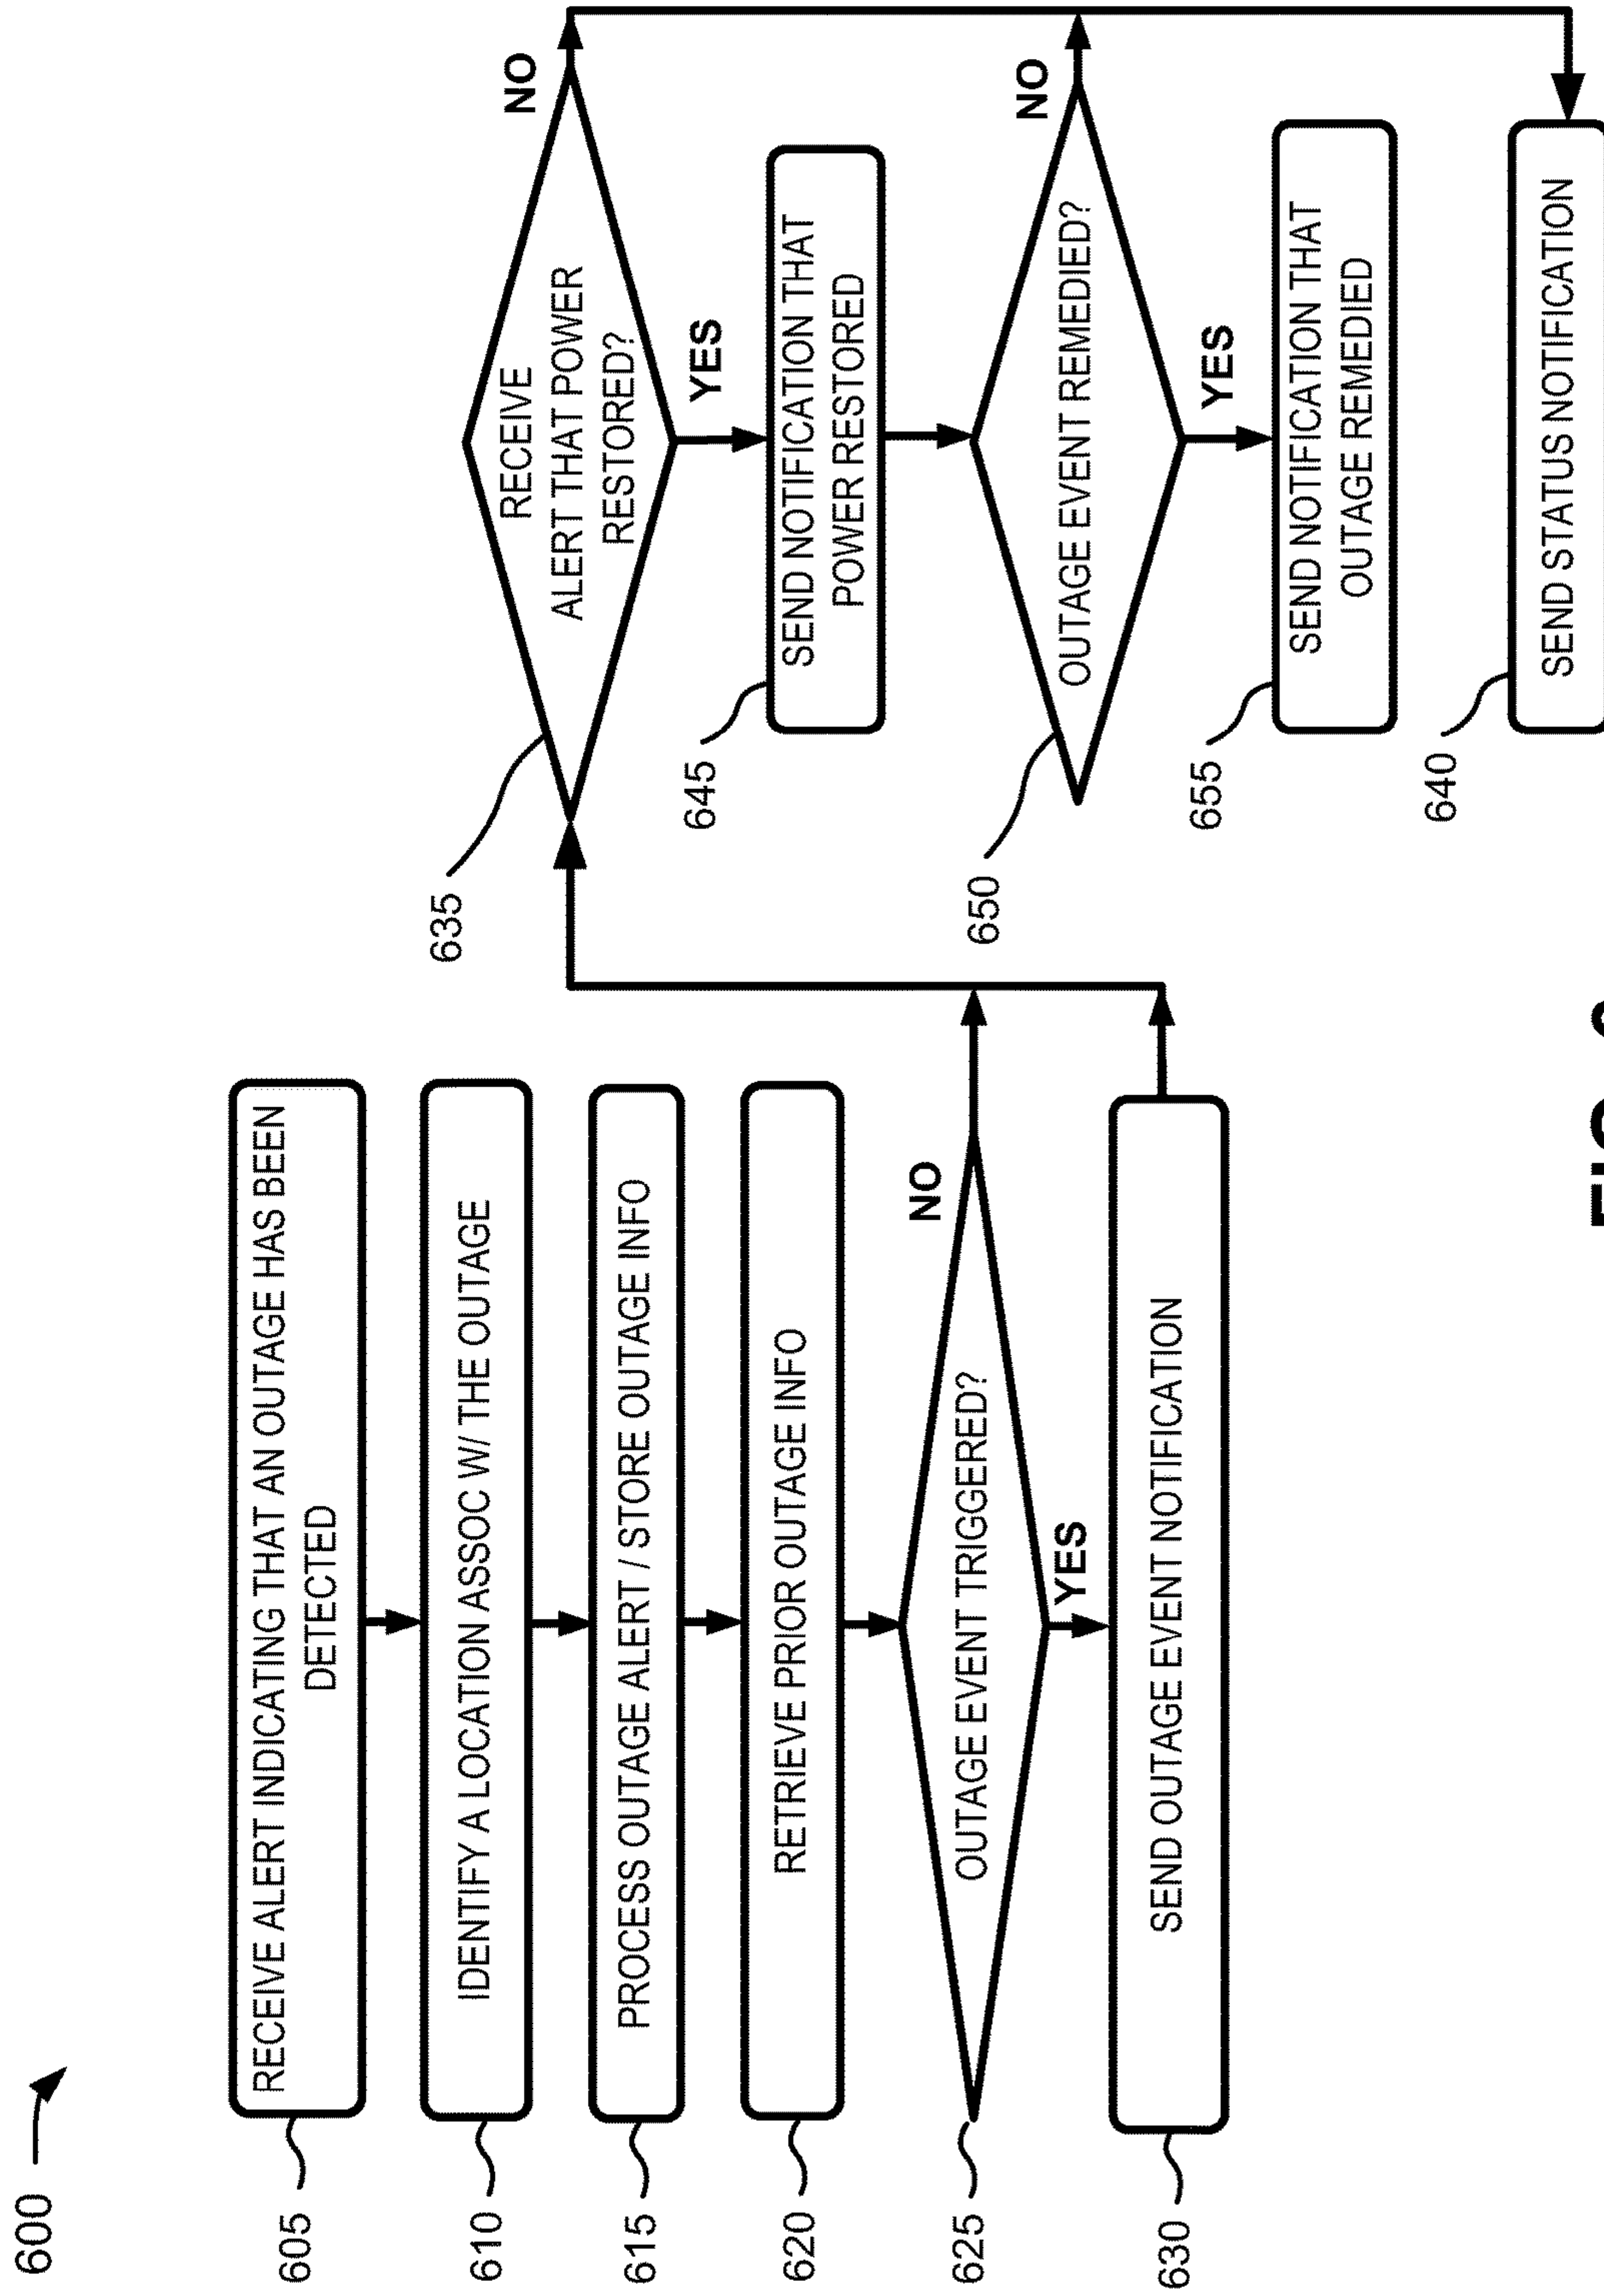 600
605
RECEIVE ALERT INDICATING THAT AN OUTAGE HAS BEEN
DETECTED
610
IDENTIFY A LOCATION ASSOC W/ THE OUTAGE
615
PROCESS OUTAGE ALERT / STORE OUTAGE INFO
620
RETRIEVE PRIOR OUTAGE INFO
625
OUTAGE EVENT TRIGGERED?
NO
YES
630
SEND OUTAGE EVENT NOTIFICATION
635
RECEIVE
ALERT THAT POWER
RESTORED?
NO
YES
645
SEND NOTIFICATION THAT
POWER RESTORED
650
OUTAGE EVENT REMEDIED?
NO
YES
655
SEND NOTIFICATION THAT
OUTAGE REMEDIED
640
SEND STATUS NOTIFICATION